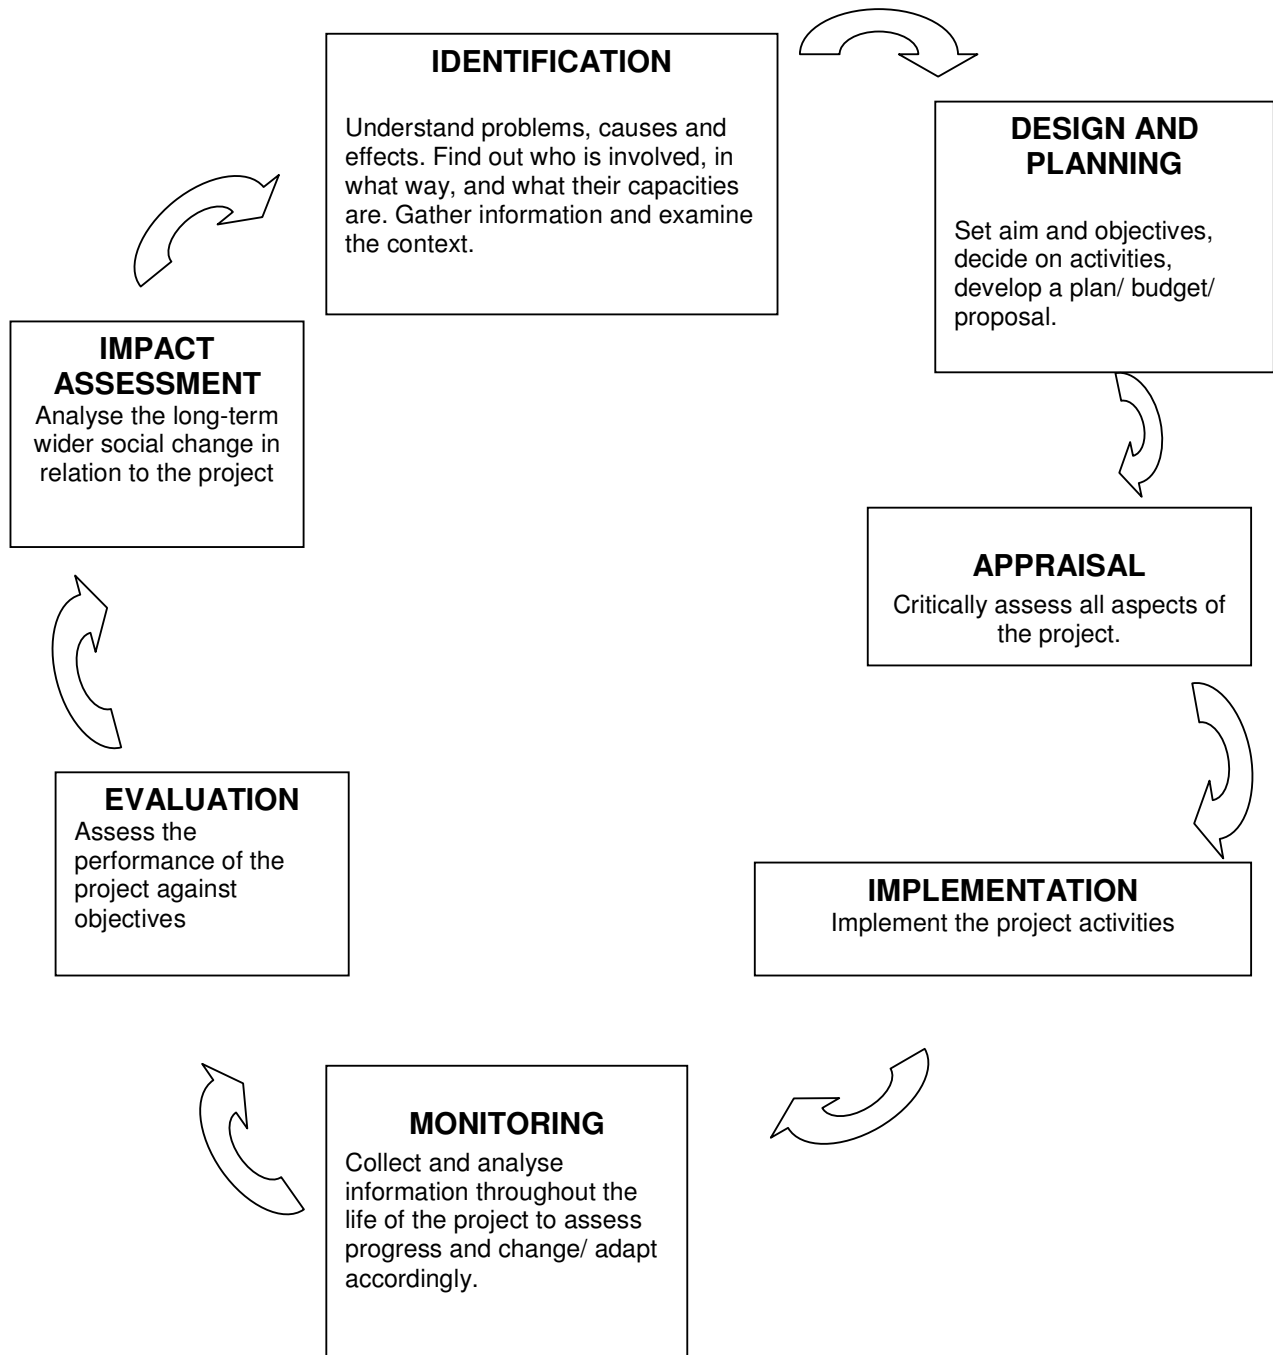 IDENTIFICATION
Understand problems, causes and
effects. Find out who is involved, in
what way, and what their capacities
are. Gather information and examine
the context.
DESIGN AND
PLANNING
Set aim and objectives,
decide on activities,
develop a plan/ budget/
proposal.
APPRAISAL
Critically assess all aspects of
the project.
IMPLEMENTATION
Implement the project activities
MONITORING
Collect and analyse
information throughout the
life of the project to assess
progress and change/ adapt
accordingly.
EVALUATION
Assess the
performance of the
project against
objectives
IMPACT
ASSESSMENT
Analyse the long-term
wider social change in
relation to the project